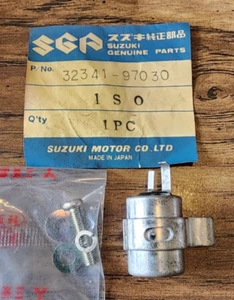 SGP スズキ純正部品
SUZUKI
GENUINE PARTS
P/No. 32341-97030
ISO
Q'ty 1PC
SUZUKI MOTOR CO.LTD
MADE IN JAPAN